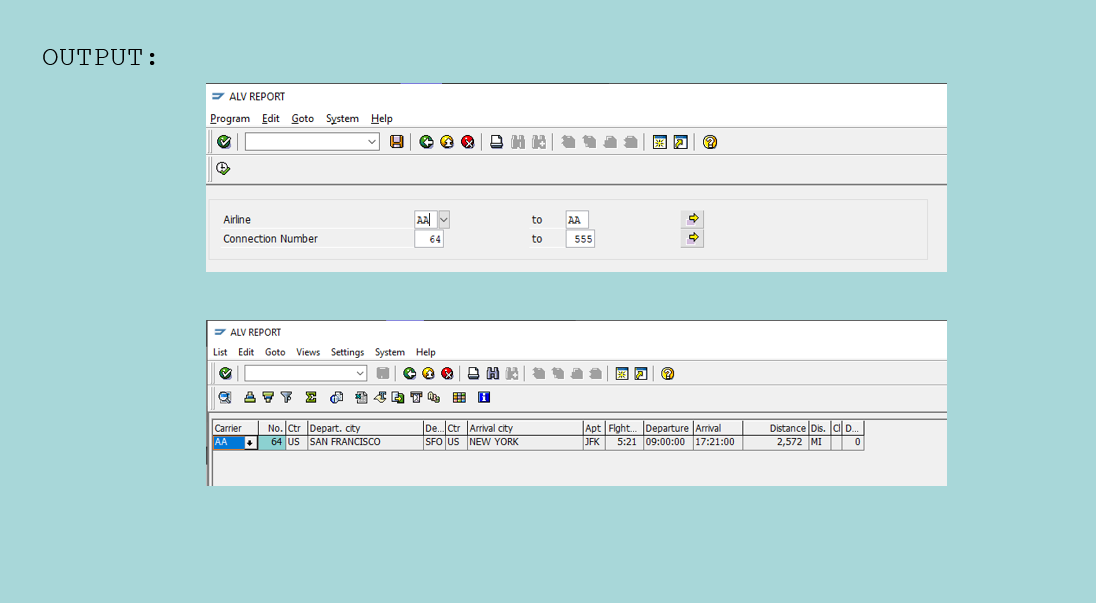 OUTPUT:
ALV REPORT
Program Edit Goto System Help
Airline AA to AA
Connection Number 64 to 555
ALV REPORT
List Edit Goto Views Settings System Help
Carrier No. Ctr Depart. city De... Ctr Arrival city Apt Flght... Departure Arrival Distance Dis. Cl D...
AA 64 US SAN FRANCISCO SFO US NEW YORK JFK 5:21 09:00:00 17:21:00 2,572 MI 0